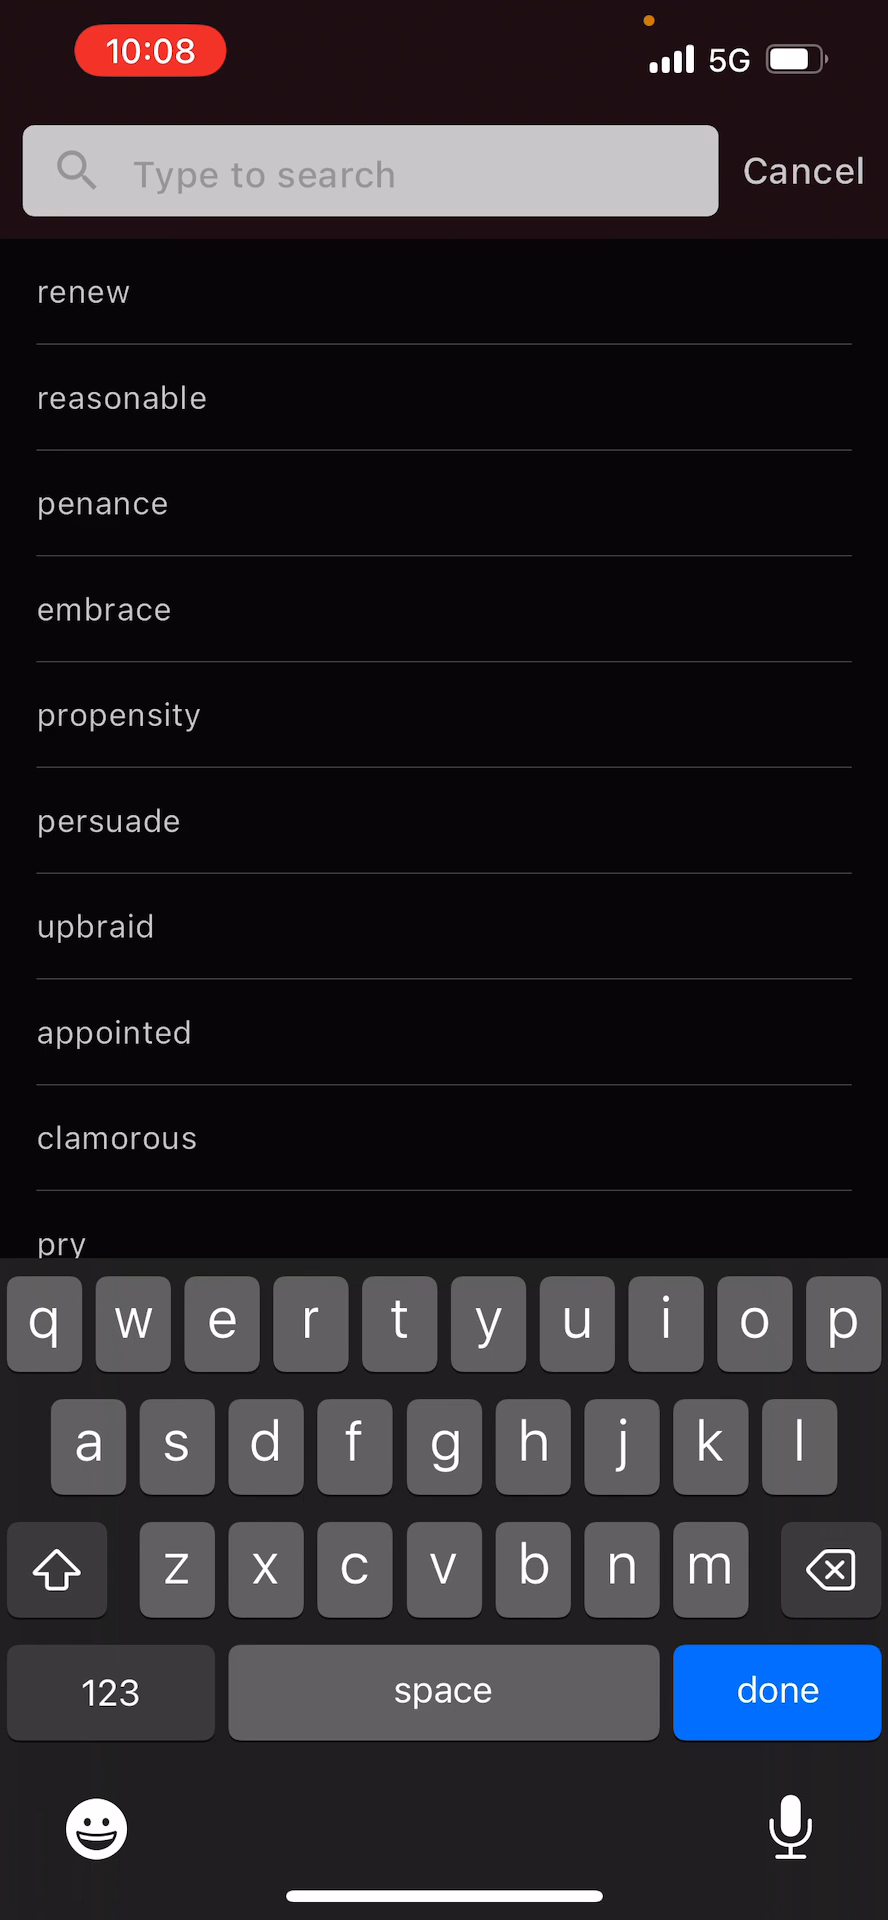 10:08
5G
Type to search
Cancel
renew
reasonable
penance
embrace
propensity
persuade
upbraid
appointed
clamorous
pry
q w e r t y u i o p
a s d f g h j k l
z x c v b n m
123
space
done